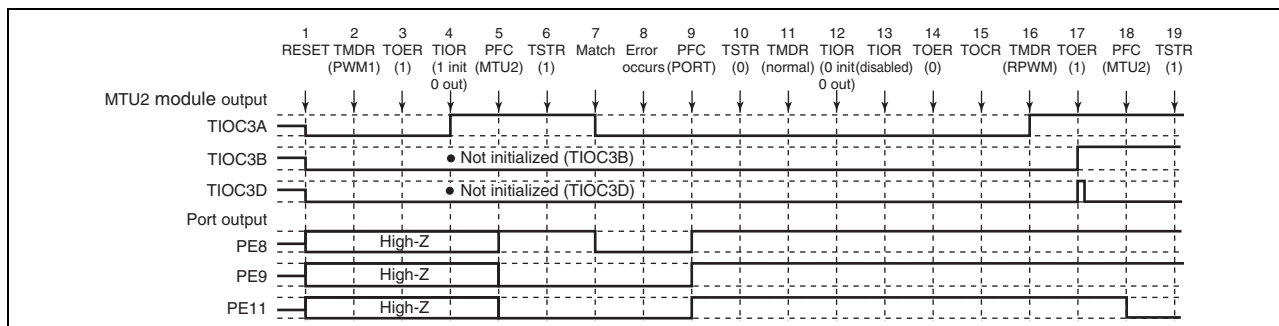 1 2 3 4 5 6 7 8 9 10 11 12 13 14 15 16 17 18 19
RESET TMDR TOER TIOR PFC TSTR Match Error PFC TSTR TMDR TIOR TIOR TOER TOCR TMDR TOER PFC TSTR
(PWM1) (1) (1 init (MTU2) (1) occurs (PORT) (0) (normal) (0 init (disabled) (0) (RPWM) (1) (MTU2) (1)
0 out) 0 out)
MTU2 module output
TIOC3A
TIOC3B • Not initialized (TIOC3B)
TIOC3D • Not initialized (TIOC3D)
Port output
PE8 High-Z
PE9 High-Z
PE11 High-Z